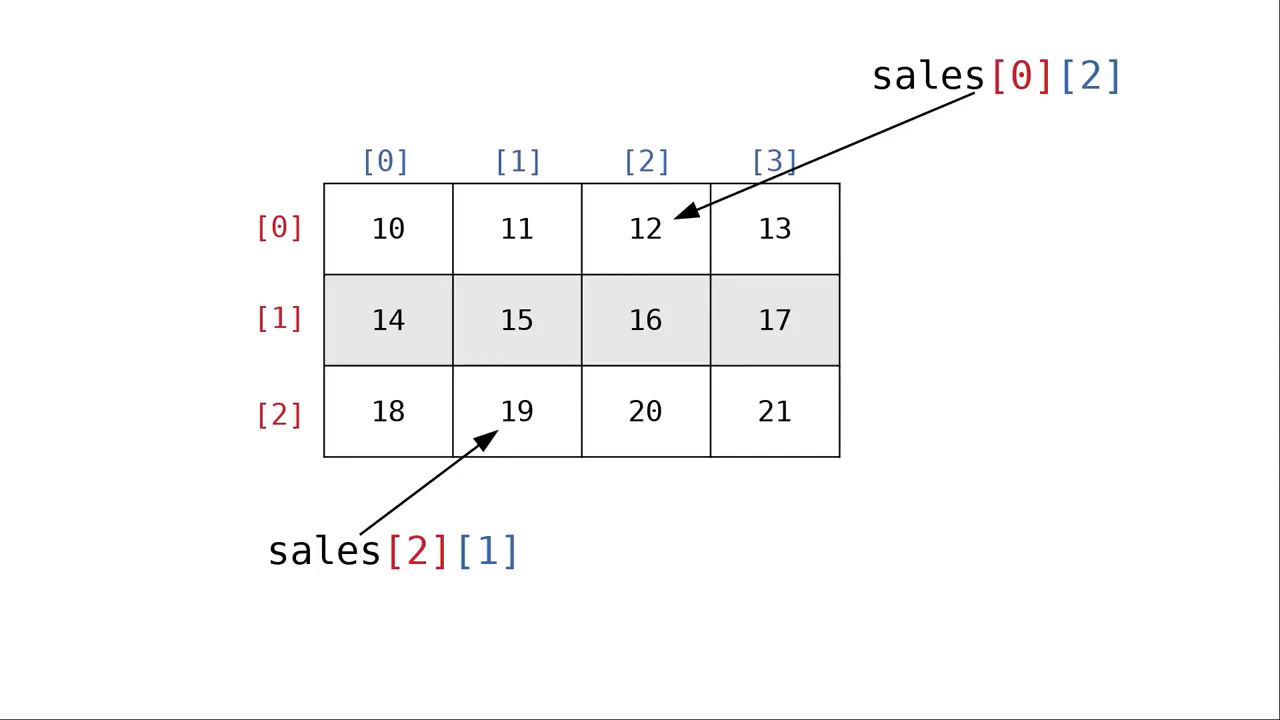 sales[0][2]
[0] [1] [2] [3]
[0] 10 11 12 13
[1] 14 15 16 17
[2] 18 19 20 21
sales[2][1]